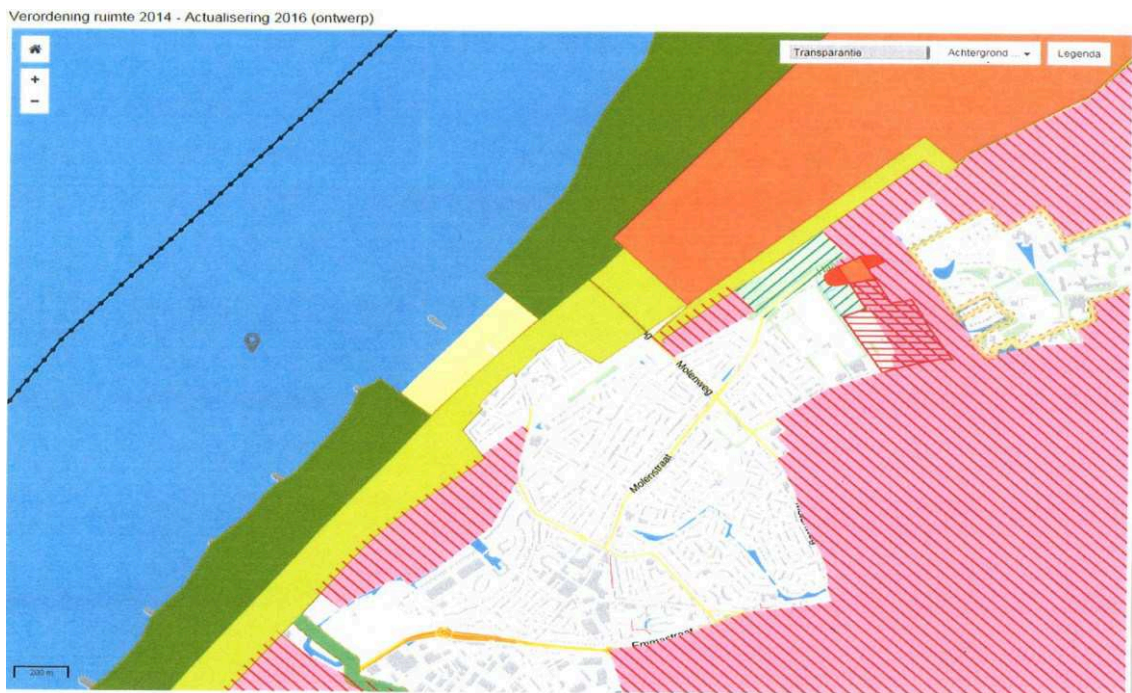 Verordening ruimte 2014 - Actualisering 2016 (ontwerp)
Transparantie
Achtergrond ...
Legenda
+
−
Molenweg
Molenstraat
Emmastraat
200 m